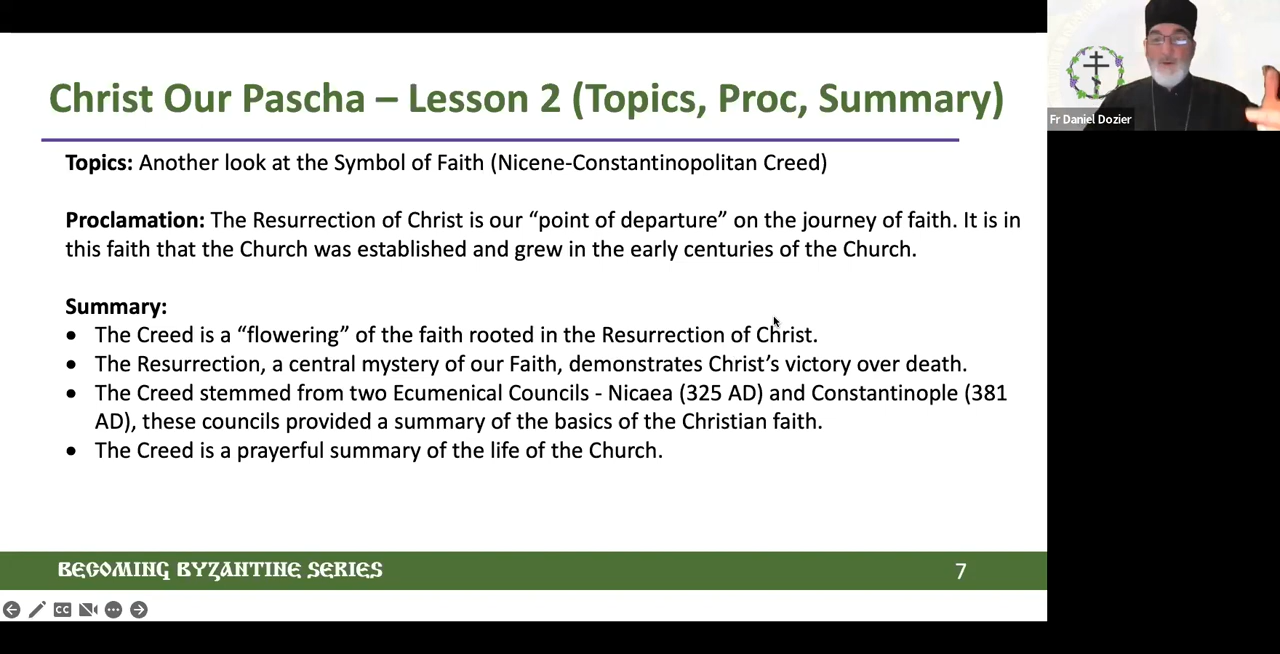 Christ Our Pascha – Lesson 2 (Topics, Proc, Summary)
Topics: Another look at the Symbol of Faith (Nicene-Constantinopolitan Creed)
Proclamation: The Resurrection of Christ is our “point of departure” on the journey of faith. It is in
this faith that the Church was established and grew in the early centuries of the Church.
Summary:
• The Creed is a “flowering” of the faith rooted in the Resurrection of Christ.
• The Resurrection, a central mystery of our Faith, demonstrates Christ’s victory over death.
• The Creed stemmed from two Ecumenical Councils - Nicaea (325 AD) and Constantinople (381
AD), these councils provided a summary of the basics of the Christian faith.
• The Creed is a prayerful summary of the life of the Church.
BECOMING BYZANTINE SERIES
7
CC
Fr Daniel Dozier